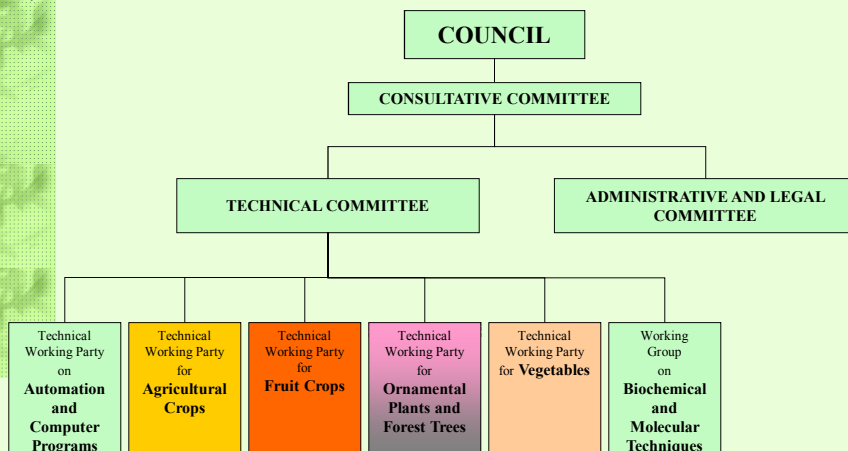 COUNCIL
CONSULTATIVE COMMITTEE
TECHNICAL COMMITTEE
ADMINISTRATIVE AND LEGAL
COMMITTEE
Technical
Working Party
on
Automation
and
Computer
Programs
Technical
Working Party
for
Agricultural
Crops
Technical
Working Party
for
Fruit Crops
Technical
Working Party
for
Ornamental
Plants and
Forest Trees
Technical
Working Party
for Vegetables
Working
Group
on
Biochemical
and
Molecular
Techniques